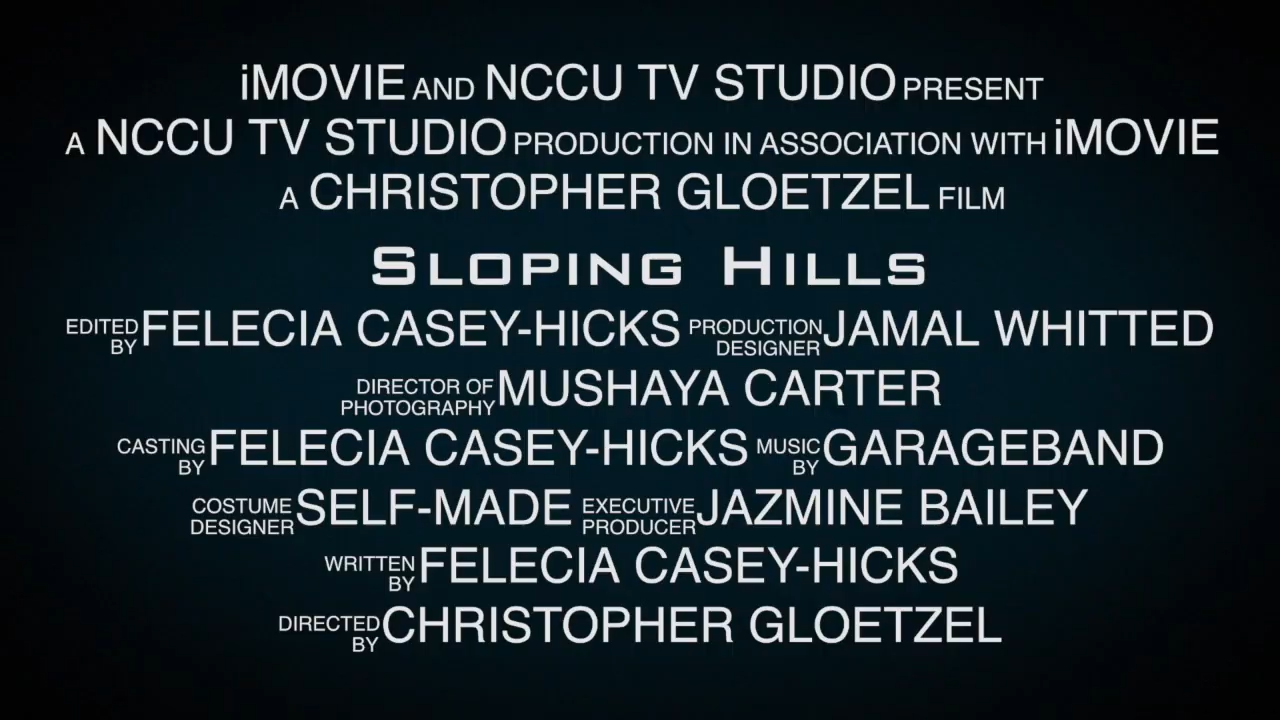 iMOVIE AND NCCU TV STUDIO PRESENT
A NCCU TV STUDIO PRODUCTION IN ASSOCIATION WITH iMOVIE
A CHRISTOPHER GLOETZEL FILM
SLOPING HILLS
EDITED BY FELECIA CASEY-HICKS PRODUCTION DESIGNER JAMAL WHITTED
DIRECTOR OF PHOTOGRAPHY MUSHAYA CARTER
CASTING BY FELECIA CASEY-HICKS MUSIC BY GARAGEBAND
COSTUME DESIGNER SELF-MADE EXECUTIVE PRODUCER JAZMINE BAILEY
WRITTEN BY FELECIA CASEY-HICKS
DIRECTED BY CHRISTOPHER GLOETZEL